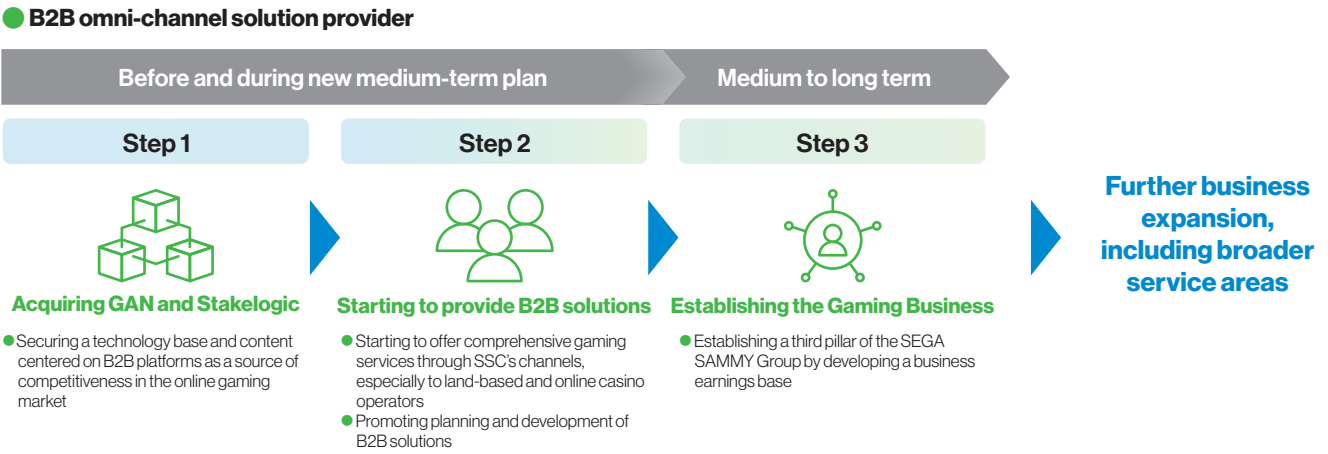 B2B omni-channel solution provider
Before and during new medium-term plan
Medium to long term
Step 1
Step 2
Step 3
Acquiring GAN and Stakelogic
Securing a technology base and content
centered on B2B platforms as a source of
competitiveness in the online gaming
market
Starting to provide B2B solutions
Starting to offer comprehensive gaming
services through SSC's channels,
especially to land-based and online casino
operators
Promoting planning and development of
B2B solutions
Establishing the Gaming Business
Establishing a third pillar of the SEGA
SAMMY Group by developing a business
earnings base
Further business
expansion,
including broader
service areas